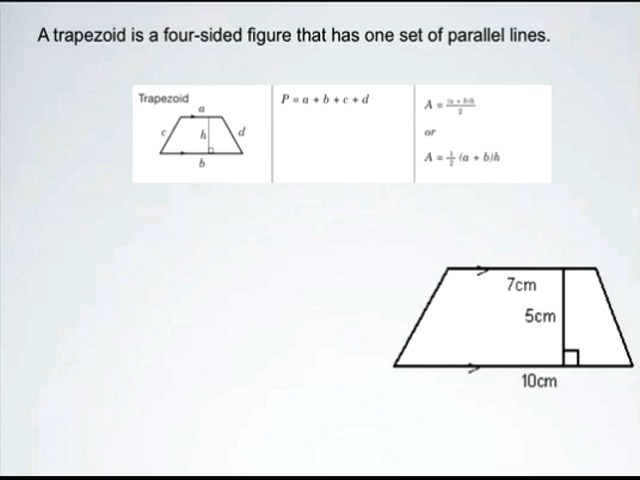 A trapezoid is a four-sided figure that has one set of parallel lines.
Trapezoid
a
c h d
b
P = a + b + c + d
A = (a + b)h / 2
or
A = 1/2 (a + b)h
7cm
5cm
10cm